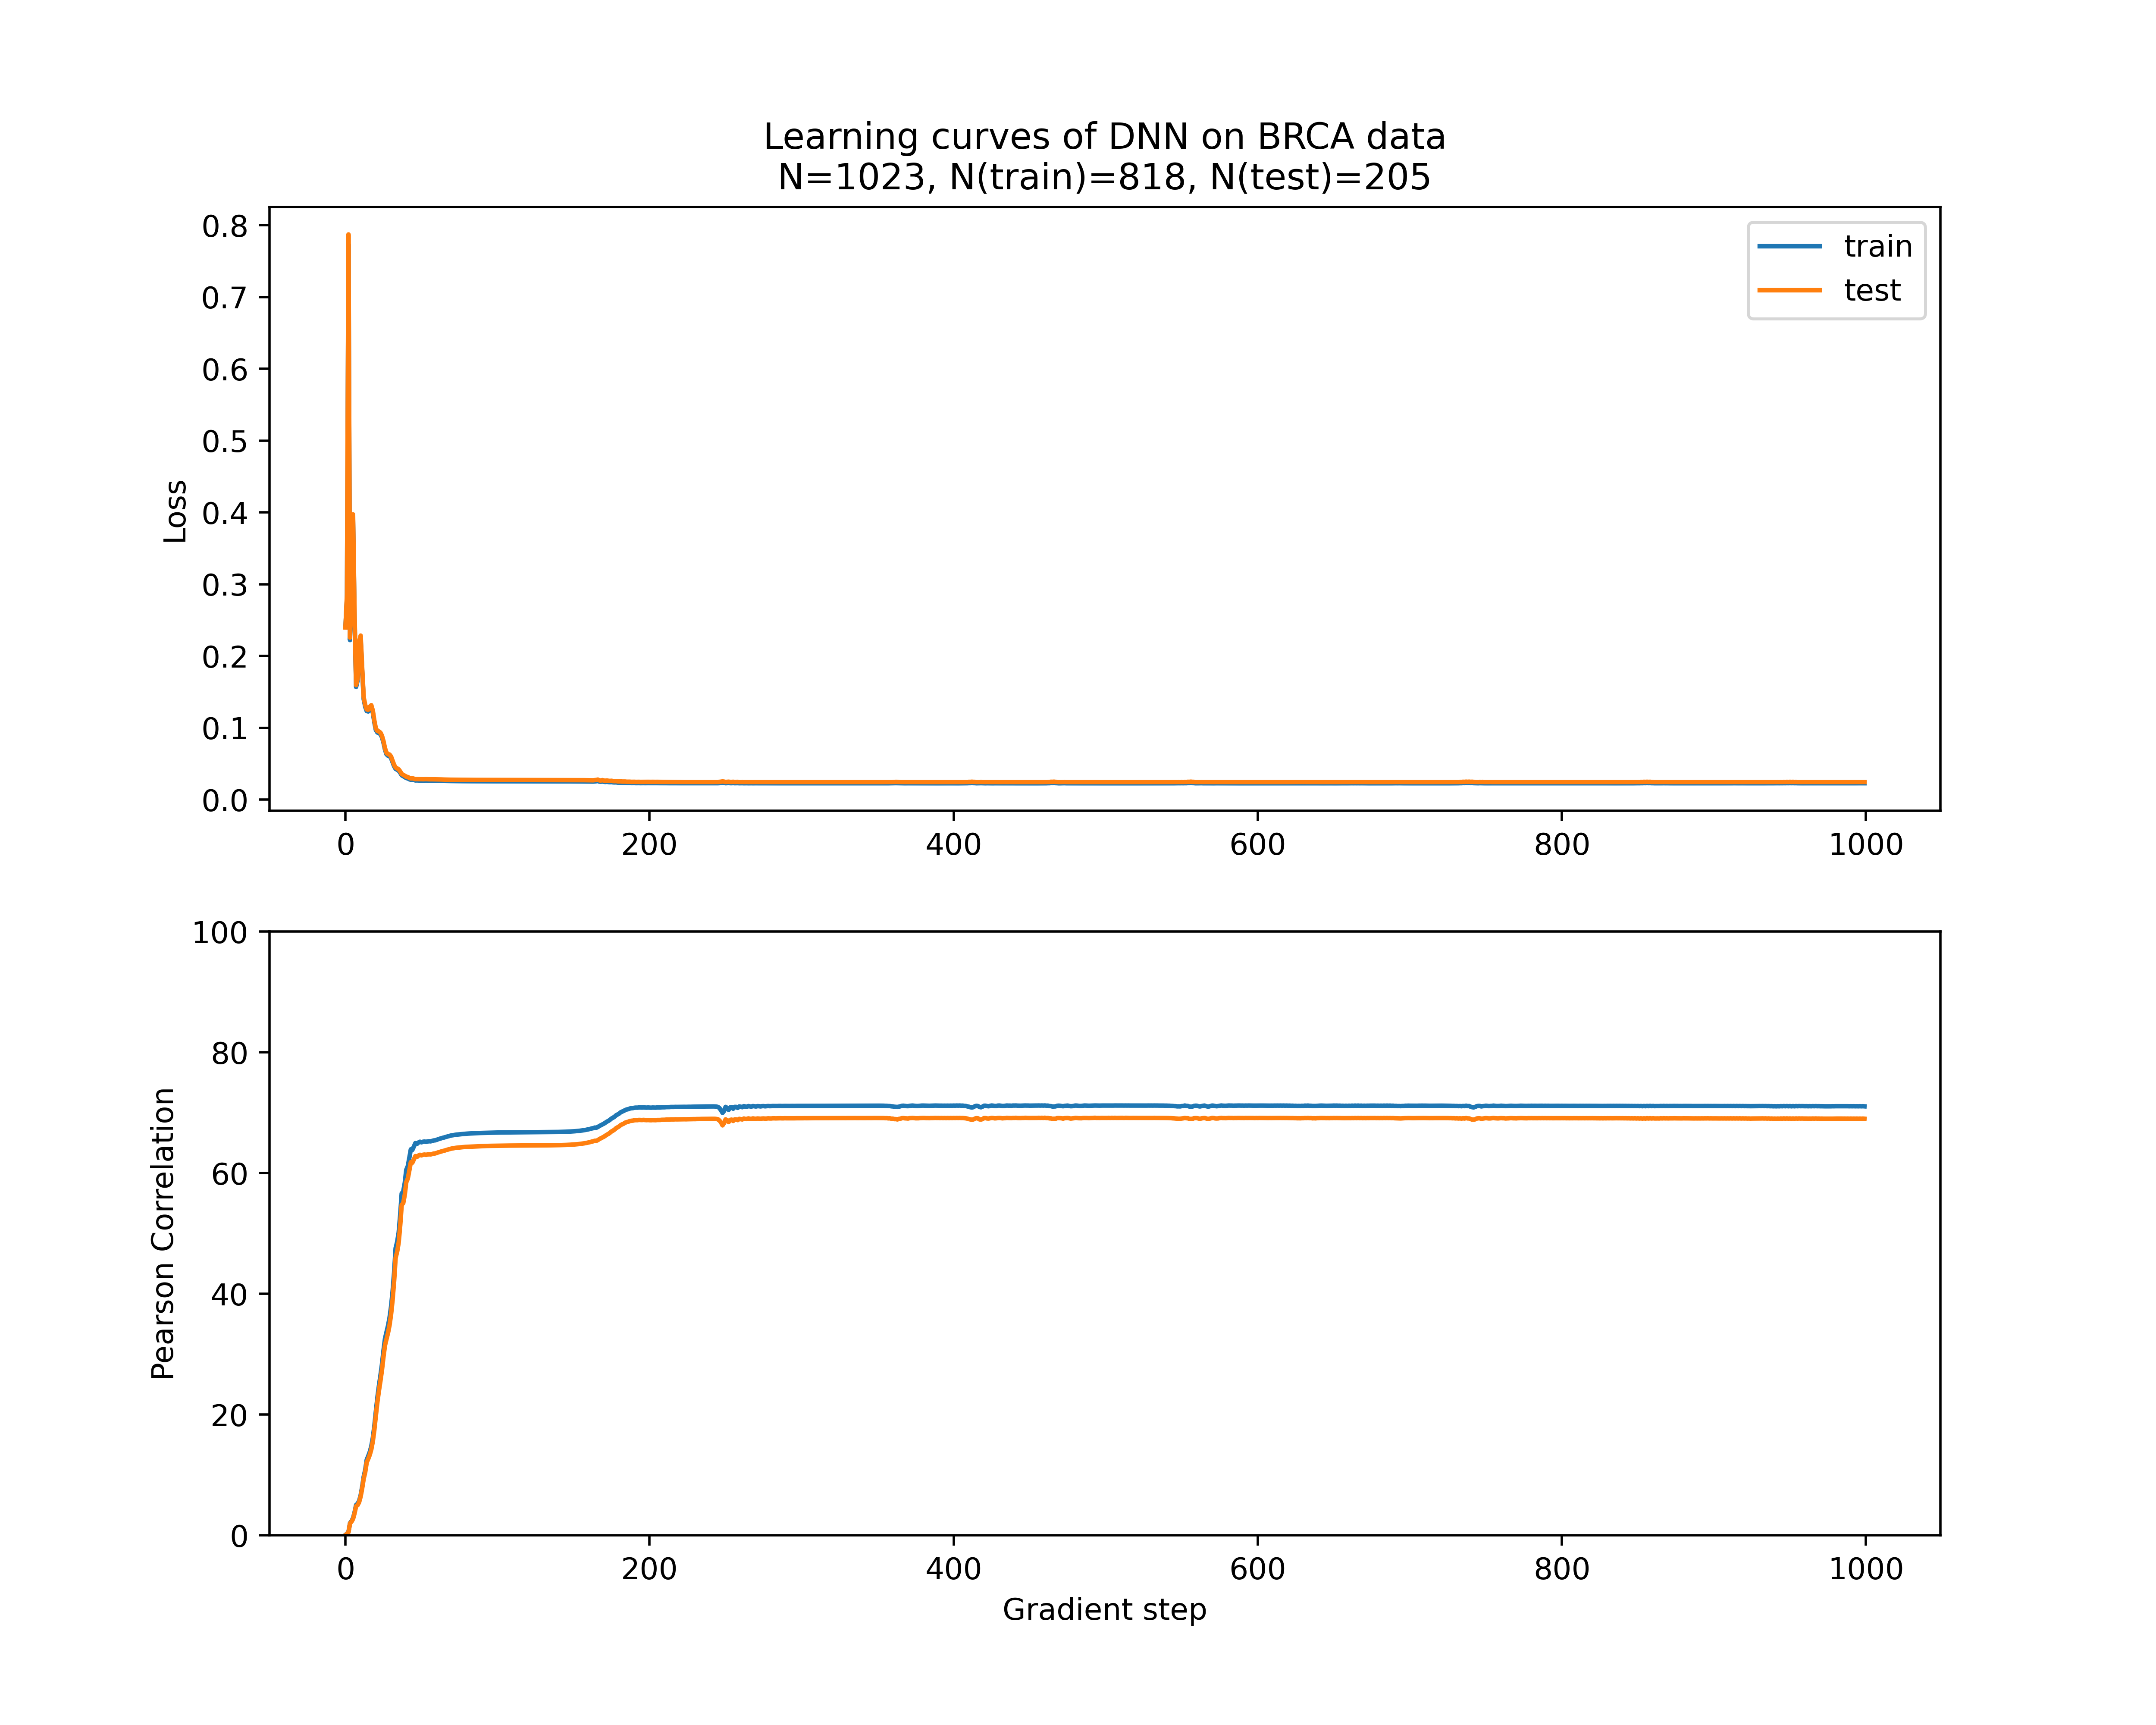 Learning curves of DNN on BRCA data
N=1023, N(train)=818, N(test)=205
train
test
Loss
0.8
0.7
0.6
0.5
0.4
0.3
0.2
0.1
0.0
0 200 400 600 800 1000
Pearson Correlation
100
80
60
40
20
0
0 200 400 600 800 1000
Gradient step